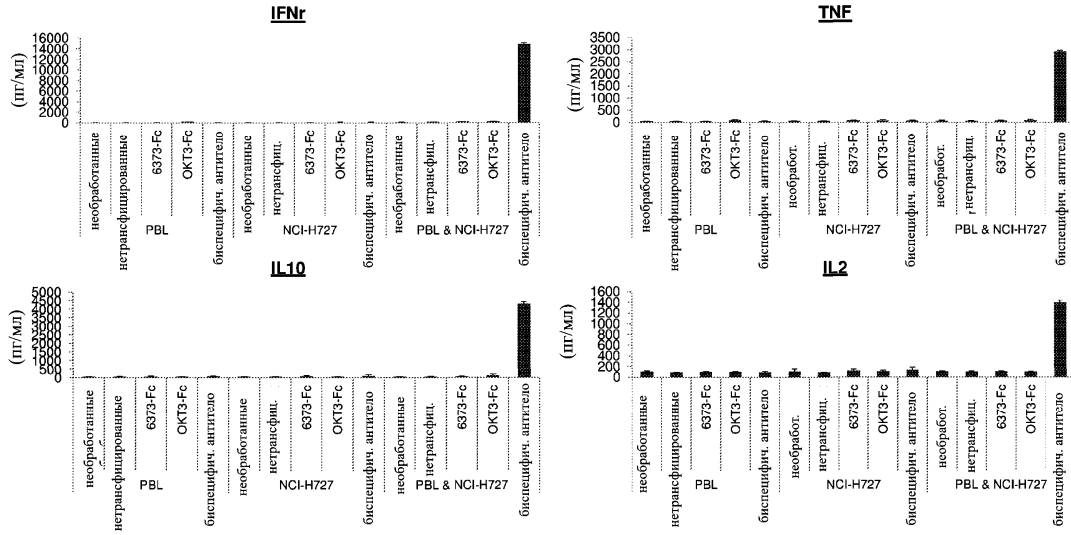 IFNr
(пг/мл)
16000
14000
12000
10000
8000
6000
4000
2000
0
необработанные
нетрансфицированные
6373-Fc
OKT3-Fc
биспецифич. антитело
необработанные
нетрансфиц.
6373-Fc
OKT3-Fc
биспецифич. антитело
необработанные
нетрансфиц.
6373-Fc
OKT3-Fc
биспецифич. антитело
PBL
NCI-H727
PBL & NCI-H727
TNF
(пг/мл)
3500
3000
2500
2000
1500
1000
500
0
необработанные
нетрансфицированные
6373-Fc
OKT3-Fc
биспецифич. антитело
необработ.
нетрансфиц.
6373-Fc
OKT3-Fc
биспецифич. антитело
необработ.
нетрансфиц.
6373-Fc
OKT3-Fc
биспецифич. антитело
PBL
NCI-H727
PBL & NCI-H727
IL10
(пг/мл)
5000
4500
4000
3500
3000
2500
2000
1500
1000
500
0
необработанные
нетрансфицированные
6373-Fc
OKT3-Fc
биспецифич. антитело
необработанные
нетрансфиц.
6373-Fc
OKT3-Fc
биспецифич. антитело
необработанные
нетрансфиц.
6373-Fc
OKT3-Fc
биспецифич. антитело
PBL
NCI-H727
PBL & NCI-H727
IL2
(пг/мл)
1600
1400
1200
1000
800
600
400
200
0
необработанные
нетрансфицированные
6373-Fc
OKT3-Fc
биспецифич. антитело
необработ.
нетрансфиц.
6373-Fc
OKT3-Fc
биспецифич. антитело
необработ.
нетрансфиц.
6373-Fc
OKT3-Fc
биспецифич. антитело
PBL
NCI-H727
PBL & NCI-H727